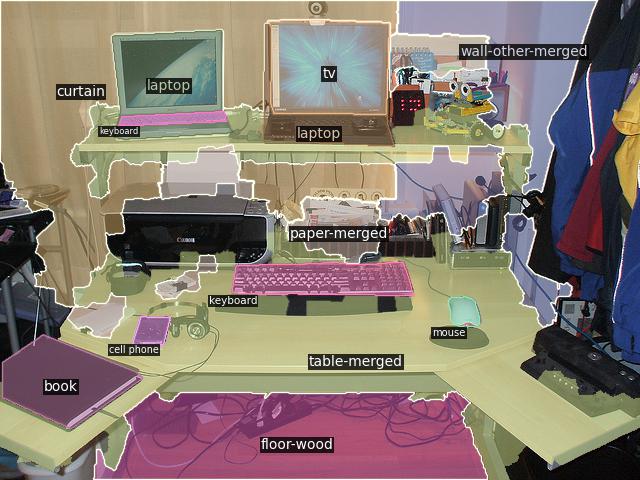 wall-other-merged
tv
laptop
curtain
laptop
keyboard
Canon
paper-merged
keyboard
mouse
cell phone
table-merged
book
floor-wood